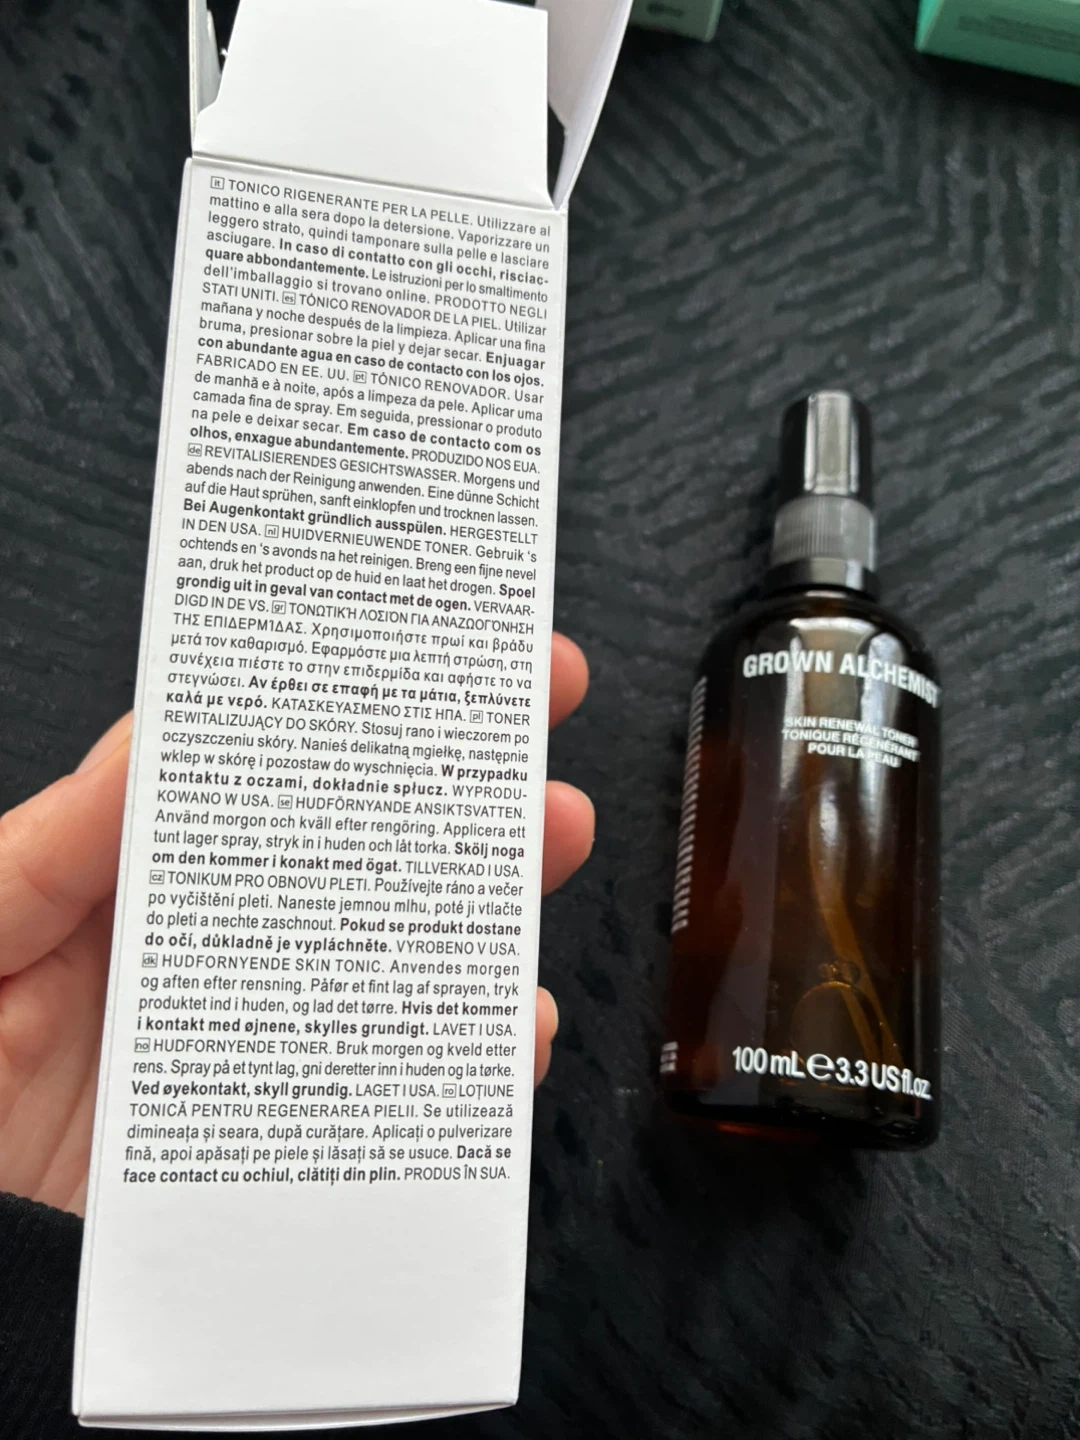 it TONICO RIGENERANTE PER LA PELLE. Utilizzare al
mattino e alla sera dopo la detersione. Vaporizzare un
leggero strato, quindi tamponare sulla pelle e lasciare
asciugare. In caso di contatto con gli occhi, risciac-
quare abbondantemente. Le istruzioni per lo smaltimento
dell'imballaggio si trovano online. PRODOTTO NEGLI
STATI UNITI. es TÓNICO RENOVADOR DE LA PIEL. Utilizar
mañana y noche después de la limpieza. Aplicar una fina
bruma, presionar sobre la piel y dejar secar. Enjuagar
con abundante agua en caso de contacto con los ojos.
FABRICADO EN EE. UU. pt TÓNICO RENOVADOR. Usar
de manhã e à noite, após a limpeza da pele. Aplicar uma
camada fina de spray. Em seguida, pressionar o produto
na pele e deixar secar. Em caso de contacto com os
olhos, enxague abundantemente. PRODUZIDO NOS EUA.
de REVITALISIERENDES GESICHTSWASSER. Morgens und
abends nach der Reinigung anwenden. Eine dünne Schicht
auf die Haut sprühen, sanft einklopfen und trocknen lassen.
Bei Augenkontakt gründlich ausspülen. HERGESTELLT
IN DEN USA. nl HUIDVERNIEUWENDE TONER. Gebruik 's
ochtends en 's avonds na het reinigen. Breng een fijne nevel
aan, druk het product op de huid en laat het drogen. Spoel
grondig uit in geval van contact met de ogen. VERVAAR-
DIGD IN DE VS. gr ΤΟΝΩΤΙΚΉ ΛΟΣΙΟΝ ΓΙΑ ΑΝΑΖΩΟΓΌΝΗΣΗ
ΤΗΣ ΕΠΙΔΕΡΜΊΔΑΣ. Χρησιμοποιήστε πρωί και βράδυ
μετά τον καθαρισμό. Εφαρμόστε μια λεπτή στρώση, στη
συνέχεια πιέστε το στην επιδερμίδα και αφήστε το να
στεγνώσει. Αν έρθει σε επαφή με τα μάτια, ξεπλύνετε
καλά με νερό. ΚΑΤΑΣΚΕΥΑΣΜΕΝΟ ΣΤΙΣ ΗΠΑ. pl TONER
REWITALIZUJĄCY DO SKÓRY. Stosuj rano i wieczorem po
oczyszczeniu skóry. Nanieś delikatną mgiełkę, następnie
wklep w skórę i pozostaw do wyschnięcia. W przypadku
kontaktu z oczami, dokładnie spłucz. WYPRODU-
KOWANO W USA. se HUDFÖRNYANDE ANSIKTSVATTEN.
Använd morgon och kväll efter rengöring. Applicera ett
tunt lager spray, stryk in i huden och låt torka. Skölj noga
om den kommer i konakt med ögat. TILLVERKAD I USA.
cz TONIKUM PRO OBNOVU PLETI. Používejte ráno a večer
po vyčištění pleti. Naneste jemnou mlhu, poté ji vtlačte
do pleti a nechte zaschnout. Pokud se produkt dostane
do očí, důkladně je vypláchněte. VYROBENO V USA.
dk HUDFORNYENDE SKIN TONIC. Anvendes morgen
og aften efter rensning. Påfør et fint lag af sprayen, tryk
produktet ind i huden, og lad det tørre. Hvis det kommer
i kontakt med øjnene, skylles grundigt. LAVET I USA.
no HUDFORNYENDE TONER. Bruk morgen og kveld etter
rens. Spray på et tynt lag, gni deretter inn i huden og la tørke.
Ved øyekontakt, skyll grundig. LAGET I USA. ro LOȚIUNE
TONICĂ PENTRU REGENERAREA PIELII. Se utilizează
dimineața și seara, după curățare. Aplicați o pulverizare
fină, apoi apăsați pe piele și lăsați să se usuce. Dacă se
face contact cu ochiul, clătiți din plin. PRODUS ÎN SUA.
GROWN ALCHEMIST
SKIN RENEWAL TONER
TONIQUE RÉGÉNÉRANT
POUR LA PEAU
100 mL ℮ 3.3 US fl.oz.